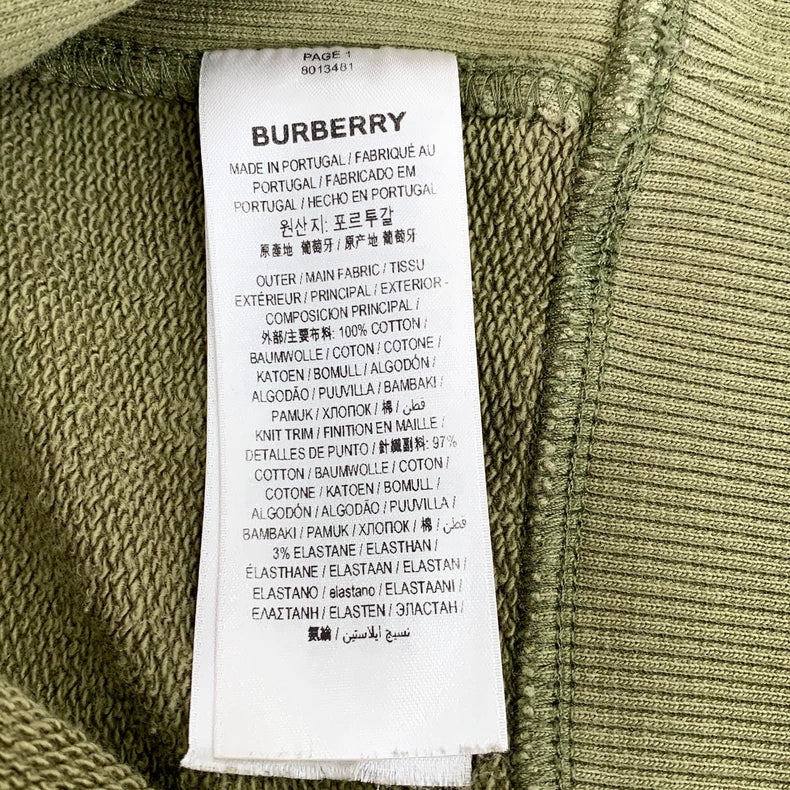 PAGE 1
8013481
BURBERRY
MADE IN PORTUGAL / FABRIQUÉ AU
PORTUGAL / FABRICADO EM
PORTUGAL / HECHO EN PORTUGAL
원산지: 포르투갈
原產地 葡萄牙 / 原产地 葡萄牙
OUTER / MAIN FABRIC / TISSU
EXTÉRIEUR / PRINCIPAL / EXTERIOR -
COMPOSICION PRINCIPAL /
外部/主要布料: 100% COTTON /
BAUMWOLLE / COTON / COTONE /
KATOEN / BOMULL / ALGODÓN /
ALGODÃO / PUUVILLA / BAMBAKI /
PAMUK / ХЛОПОК / 棉 / قطن /
KNIT TRIM / FINITION EN MAILLE /
DETALLES DE PUNTO / 針織副料: 97%
COTTON / BAUMWOLLE / COTON /
COTONE / KATOEN / BOMULL /
ALGODÓN / ALGODÃO / PUUVILLA /
BAMBAKI / PAMUK / ХЛОПОК / 棉 / قطن /
3% ELASTANE / ELASTHAN /
ÉLASTHANE / ELASTAAN / ELASTAN /
ELASTANO / elastano / ELASTAANI /
ΕΛΑΣΤΑΝΗ / ELASTEN / ЭЛАСТАН /
氨綸 / نسيج ايلاستين